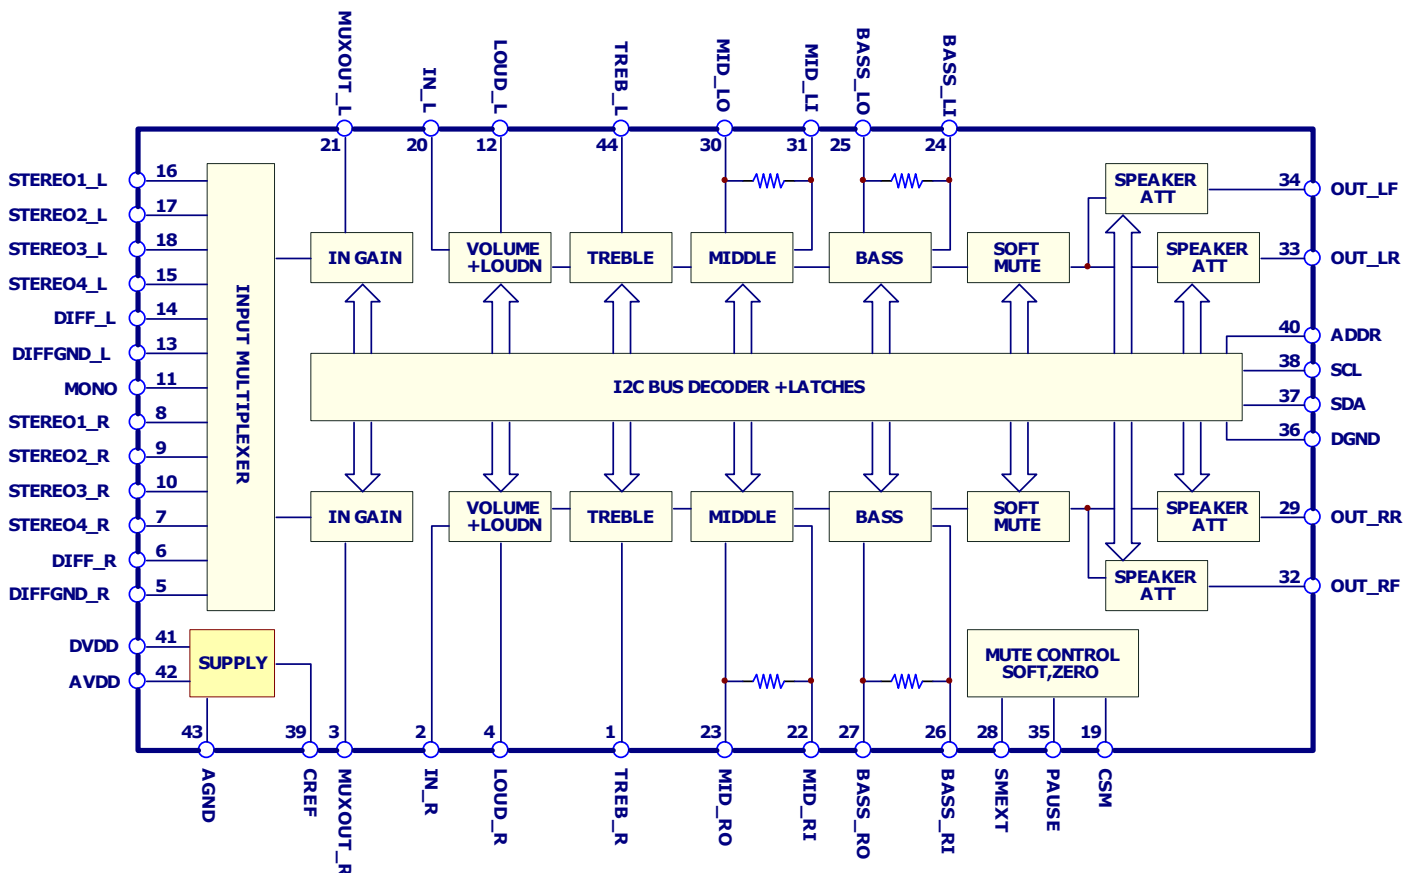 MUXOUT_L
IN_L
LOUD_L
TREB_L
MID_LO
MID_LI
BASS_LO
BASS_LI
21
20
12
44
30
31
25
24
STEREO1_L
16
STEREO2_L
17
STEREO3_L
18
STEREO4_L
15
DIFF_L
14
DIFFGND_L
13
MONO
11
STEREO1_R
8
STEREO2_R
9
STEREO3_R
10
STEREO4_R
7
DIFF_R
6
DIFFGND_R
5
DVDD
41
AVDD
42
INPUT MULTIPLEXER
SUPPLY
IN GAIN
VOLUME
+LOUDN
TREBLE
MIDDLE
BASS
SOFT
MUTE
SPEAKER
ATT
SPEAKER
ATT
34
OUT_LF
33
OUT_LR
I2C BUS DECODER +LATCHES
40
ADDR
38
SCL
37
SDA
36
DGND
IN GAIN
VOLUME
+LOUDN
TREBLE
MIDDLE
BASS
SOFT
MUTE
SPEAKER
ATT
SPEAKER
ATT
29
OUT_RR
32
OUT_RF
MUTE CONTROL
SOFT,ZERO
43
39
3
2
4
1
23
22
27
26
28
35
19
AGND
CREF
MUXOUT_R
IN_R
LOUD_R
TREB_R
MID_RO
MID_RI
BASS_RO
BASS_RI
SMEXT
PAUSE
CSM